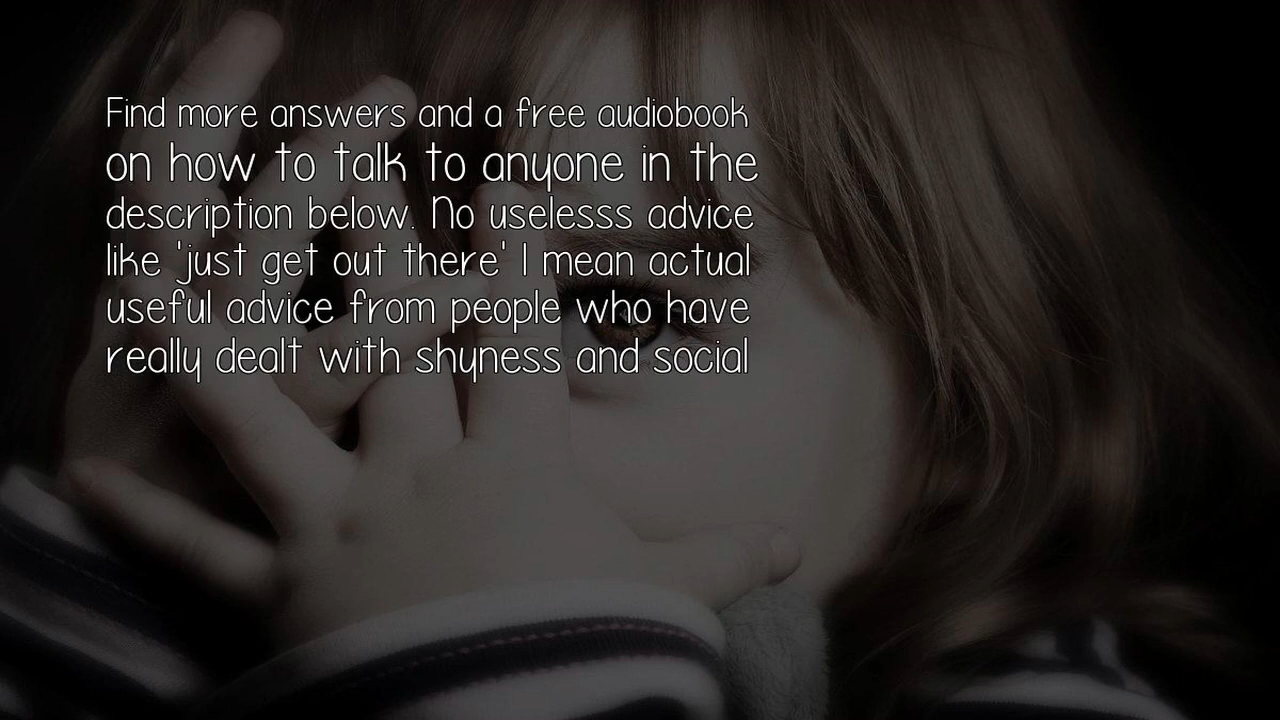 Find more answers and a free audiobook
on how to talk to anyone in the
description below. No uselesss advice
like 'just get out there' I mean actual
useful advice from people who have
really dealt with shyness and social